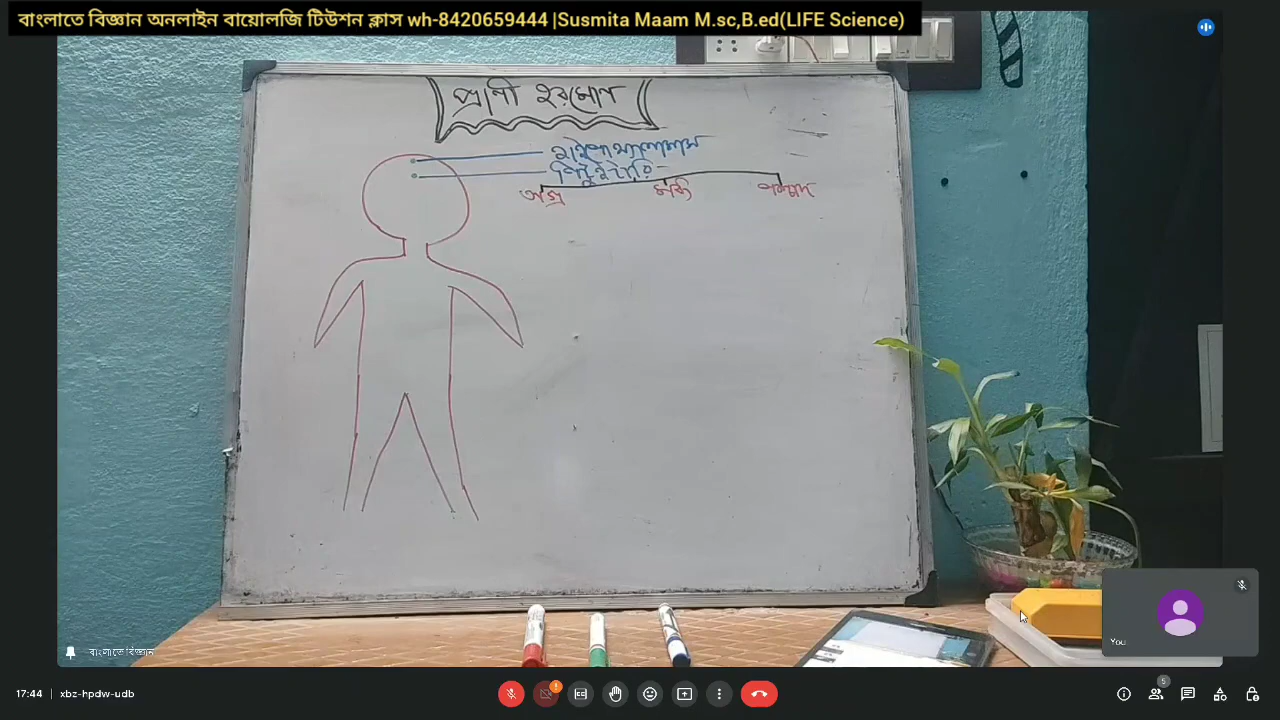 বাংলাতে বিজ্ঞান অনলাইন বায়োলজি টিউশন ক্লাস wh-8420659444 |Susmita Maam M.sc,B.ed(LIFE Science)
প্রাণী হরমোন
হাইপোথ্যালামাস
পিটুইটারি
অগ্র মধ্য পশ্চাদ
You
বাংলাতে বিজ্ঞান
17:44 xbz-hpdw-udb
5